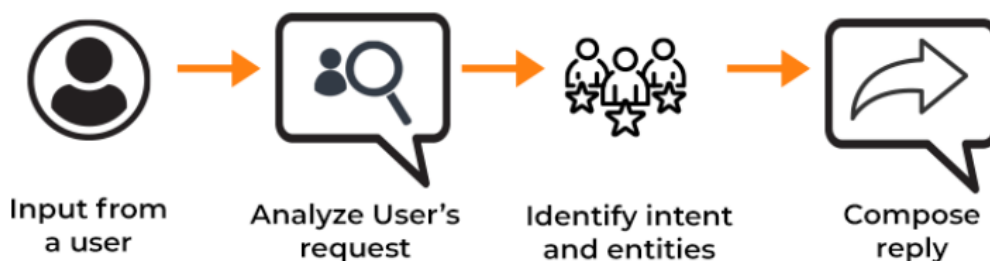 Input from
a user
Analyze User's
request
Identify intent
and entities
Compose
reply